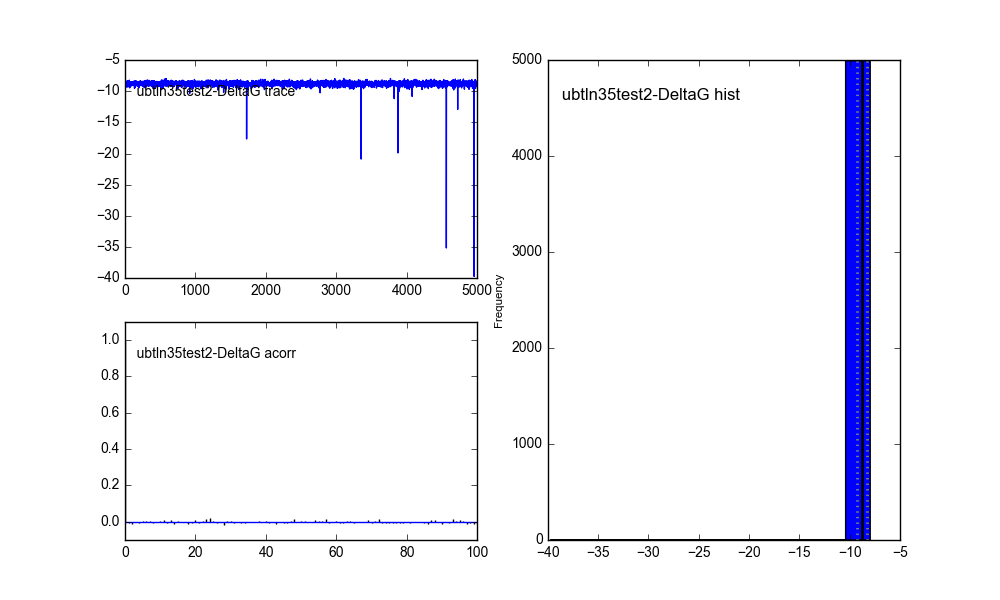 −5
−10
−15
−20
−25
−30
−35
−40
ubtln35test2-DeltaG trace
0 1000 2000 3000 4000 5000
1.0
0.8
0.6
0.4
0.2
0.0
ubtln35test2-DeltaG acorr
0 20 40 60 80 100
Frequency
5000
4000
3000
2000
1000
0
ubtln35test2-DeltaG hist
−40 −35 −30 −25 −20 −15 −10 −5